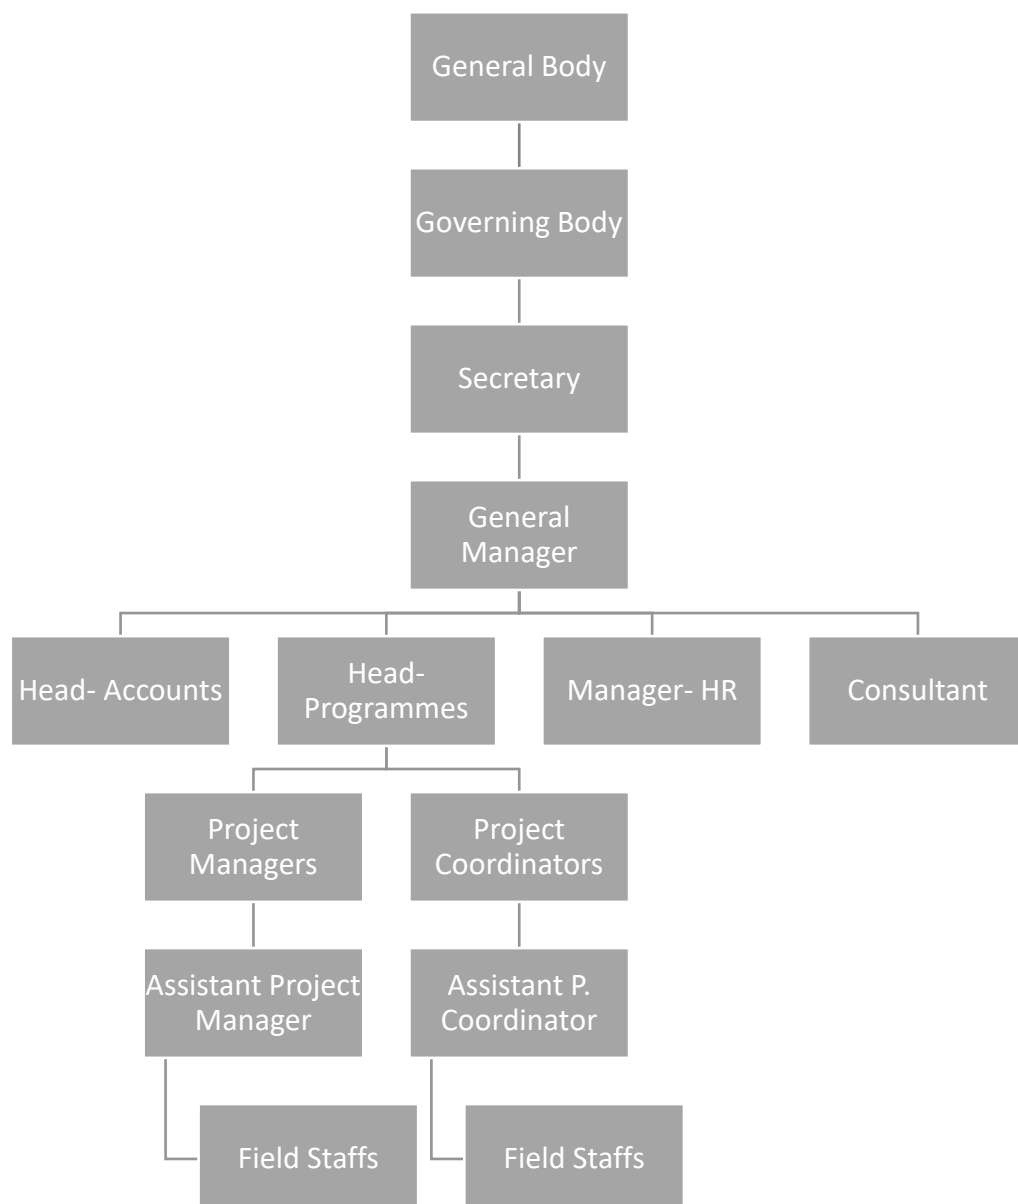 General Body
Governing Body
Secretary
General
Manager
Head- Accounts
Head-
Programmes
Manager- HR
Consultant
Project
Managers
Project
Coordinators
Assistant Project
Manager
Assistant P.
Coordinator
Field Staffs
Field Staffs